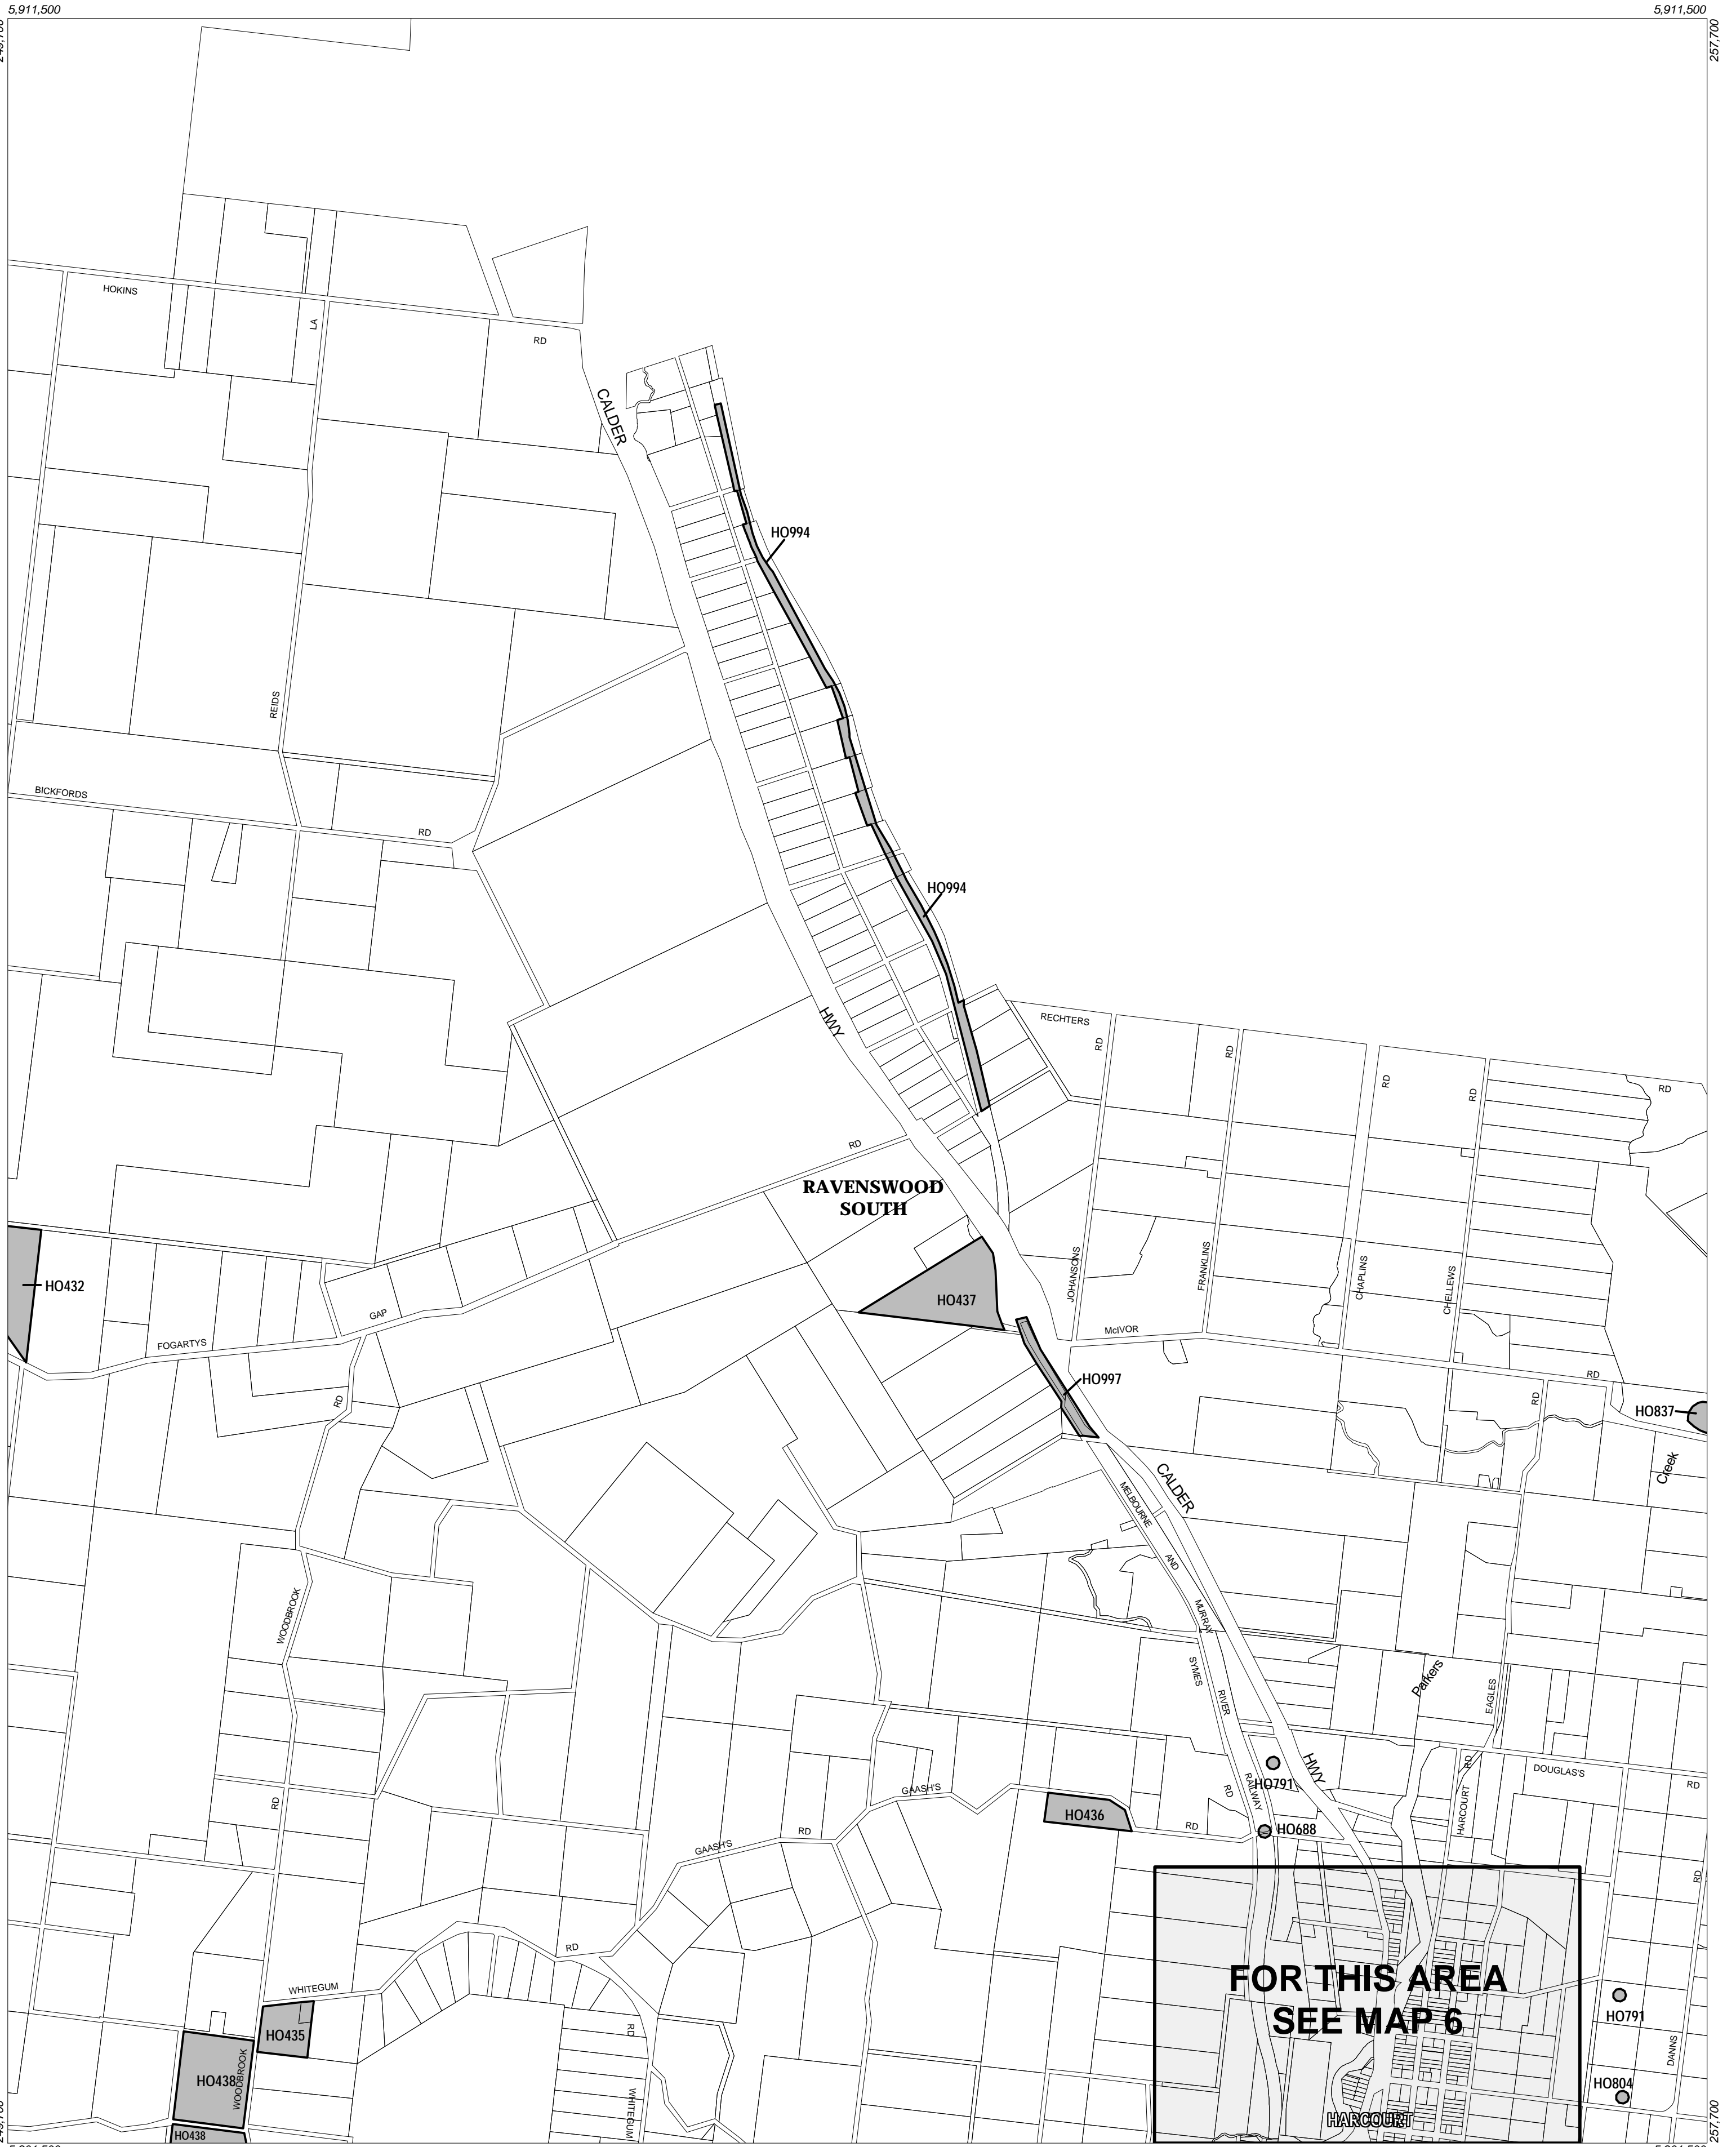 5,911,500
5,911,500
257,700
HOKINS
LA
RD
CALDER
HO994
REIDS
BICKFORDS
RD
HO994
HWY
RECHTERS
RD
RD
RD
RD
RD
RD
RAVENSWOOD
SOUTH
HO432
GAP
FOGARTYS
RD
HO437
JOHANSONS
FRANKLINS
CHAPLINS
CHELLEWS
McIVOR
RD
HO997
RD
HO837
Creek
CALDER
MELBOURNE
AND
MURRAY
RIVER
RAILWAY
WOODBROOK
RD
SYMES
RD
Parkers
EAGLES
RD
HWY
HO791
DOUGLAS'S
RD
HARCOURT
GAASH'S
HO436
RD
HO688
GAASH'S
RD
RD
RD
WHITEGUM
FOR THIS AREA
SEE MAP 6
HO791
HO435
RD
HO438
WOODBROOK
DANNS
HO804
WHITEGUM
HARCOURT
HO438
257,700